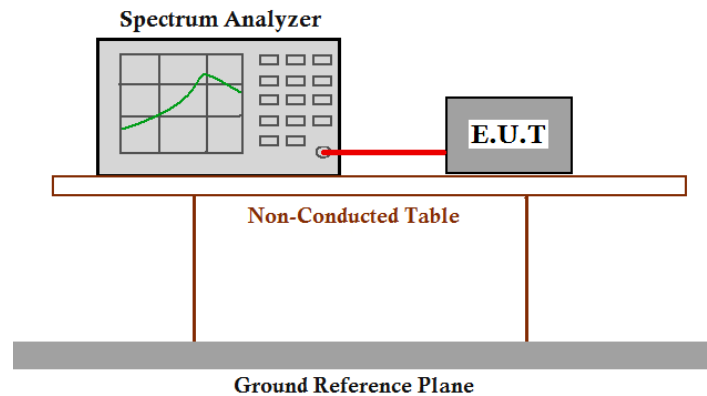 Spectrum Analyzer
E.U.T
Non-Conducted Table
Ground Reference Plane